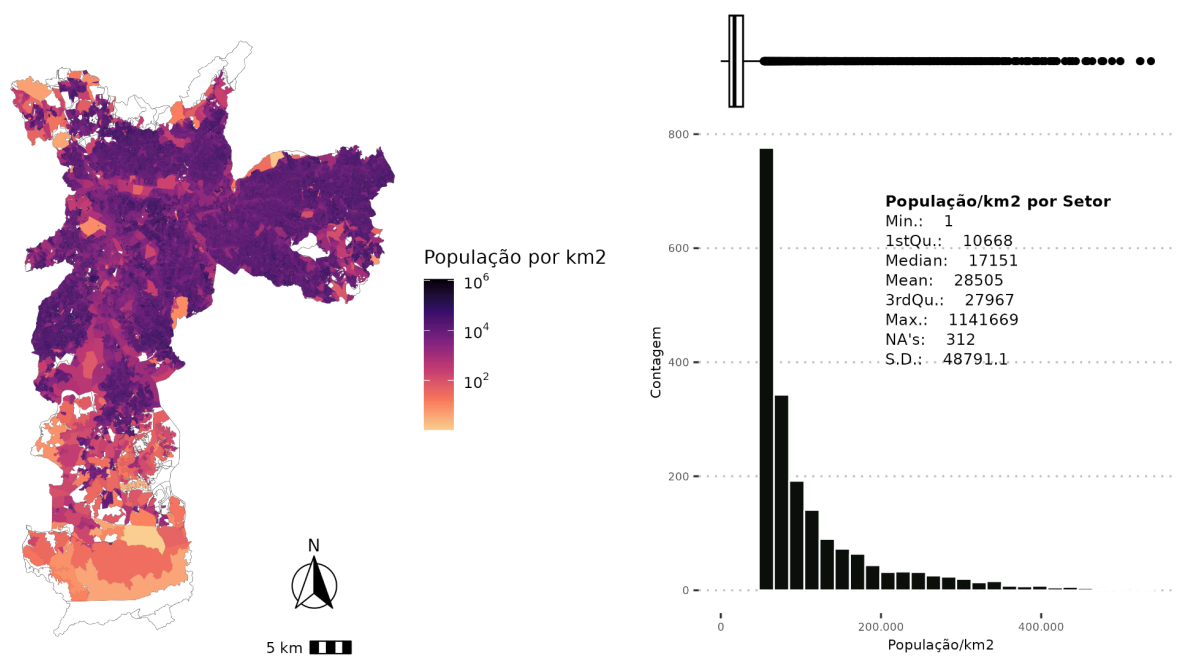 População por km2
10^6
10^4
10^2
N
5 km
800
600
400
200
0
Contagem
População/km2 por Setor
Min.: 1
1stQu.: 10668
Median: 17151
Mean: 28505
3rdQu.: 27967
Max.: 1141669
NA's: 312
S.D.: 48791.1
0
200.000
400.000
População/km2